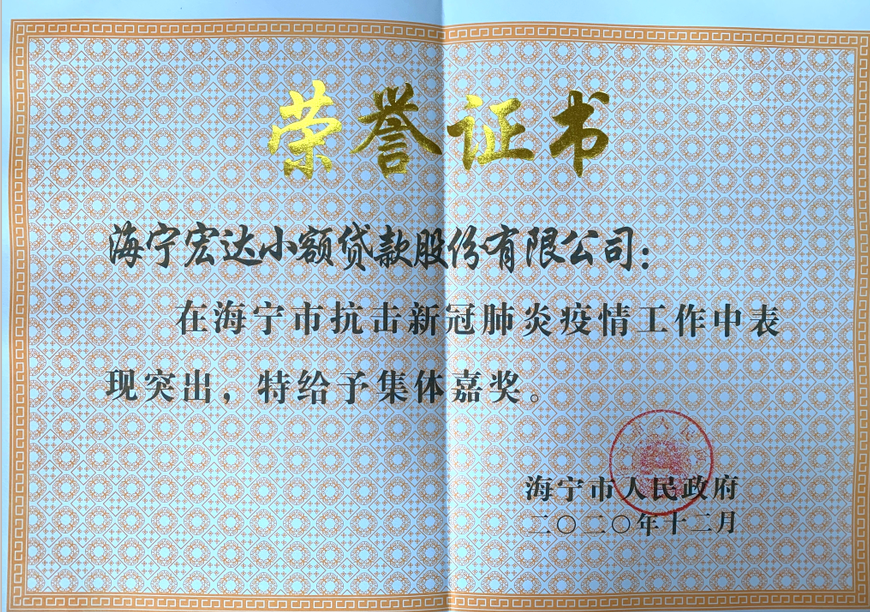 荣誉证书
海宁宏达小额贷款股份有限公司：
在海宁市抗击新冠肺炎疫情工作中表
现突出，特给予集体嘉奖。
海宁市人民政府
二〇二〇年十二月